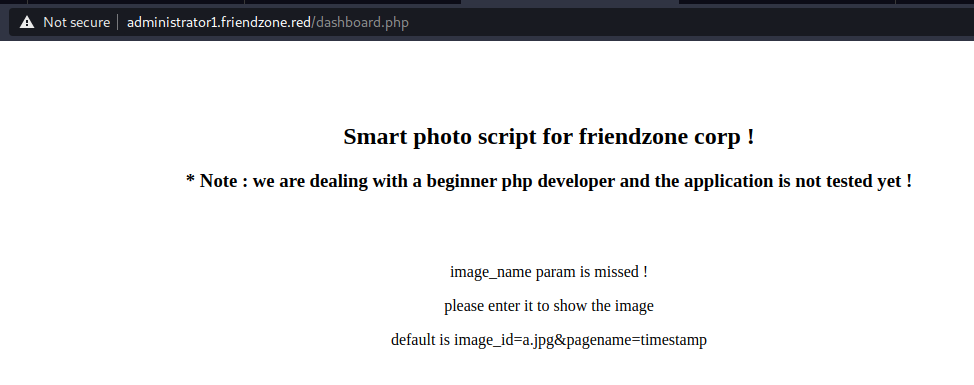 Not secure administrator1.friendzone.red/dashboard.php
Smart photo script for friendzone corp !
* Note : we are dealing with a beginner php developer and the application is not tested yet !
image_name param is missed !
please enter it to show the image
default is image_id=a.jpg&pagename=timestamp